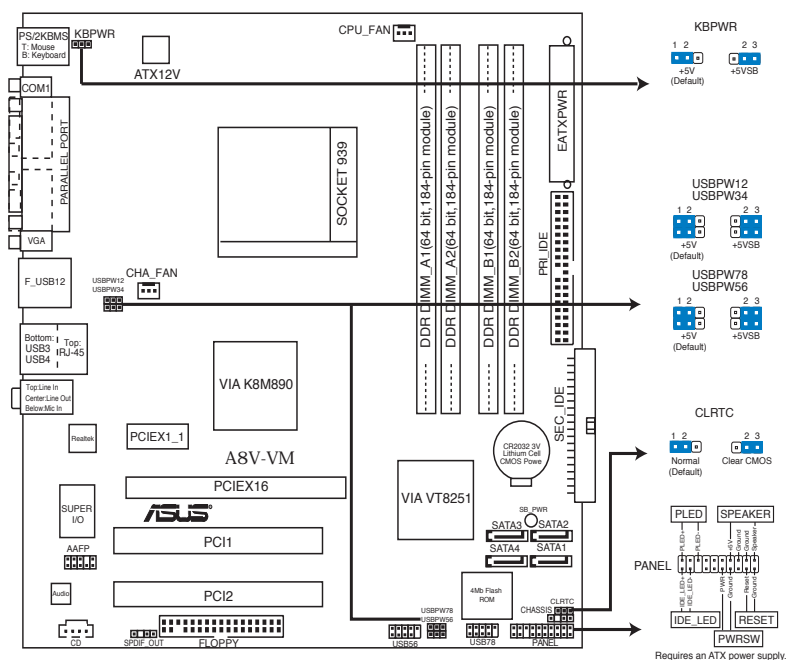 PS/2KBMS
T: Mouse
B: Keyboard
KBPWR
ATX12V
CPU_FAN
COM1
PARALLEL PORT
VGA
SOCKET 939
DDR DIMM_A1(64 bit,184-pin module)
DDR DIMM_A2(64 bit,184-pin module)
DDR DIMM_B1(64 bit,184-pin module)
DDR DIMM_B2(64 bit,184-pin module)
EATXPWR
PRI_IDE
SEC_IDE
F_USB12
USBPW12
USBPW34
CHA_FAN
Bottom:
USB3
USB4
Top:
RJ-45
Top:Line In
Center:Line Out
Below:Mic In
VIA K8M890
Realtek
PCIEX1_1
A8V-VM
PCIEX16
CR2032 3V
Lithium Cell
CMOS Powe
VIA VT8251
SB_PWR
SATA3
SATA2
SATA4
SATA1
SUPER
I/O
ASUS
PCI1
AAFP
Audio
PCI2
4Mb Flash
ROM
CLRTC
CHASSIS
USBPW78
USBPW56
CD
SPDIF_OUT
FLOPPY
USB56
USB78
PANEL
KBPWR
1 2
2 3
+5V
(Default)
+5VSB
USBPW12
USBPW34
1 2
2 3
+5V
(Default)
+5VSB
USBPW78
USBPW56
1 2
2 3
+5V
(Default)
+5VSB
CLRTC
1 2
2 3
Normal
(Default)
Clear CMOS
PLED
SPEAKER
PLED+
PLED-
+5V
Ground
Ground
Speaker
PANEL
IDE_LED+
IDE_LED-
PWR
Ground
Reset
Ground
IDE_LED
RESET
PWRSW
Requires an ATX power supply.